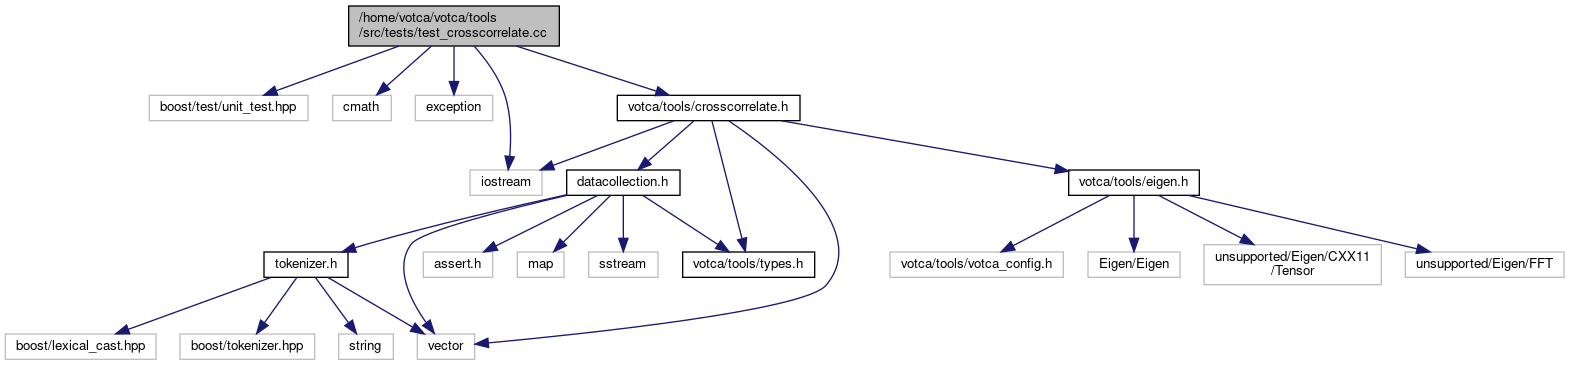 /home/votca/votca/tools
/src/tests/test_crosscorrelate.cc
boost/test/unit_test.hpp
cmath
exception
votca/tools/crosscorrelate.h
iostream
datacollection.h
votca/tools/eigen.h
tokenizer.h
assert.h
map
sstream
votca/tools/types.h
votca/tools/votca_config.h
Eigen/Eigen
unsupported/Eigen/CXX11
/Tensor
unsupported/Eigen/FFT
boost/lexical_cast.hpp
boost/tokenizer.hpp
string
vector